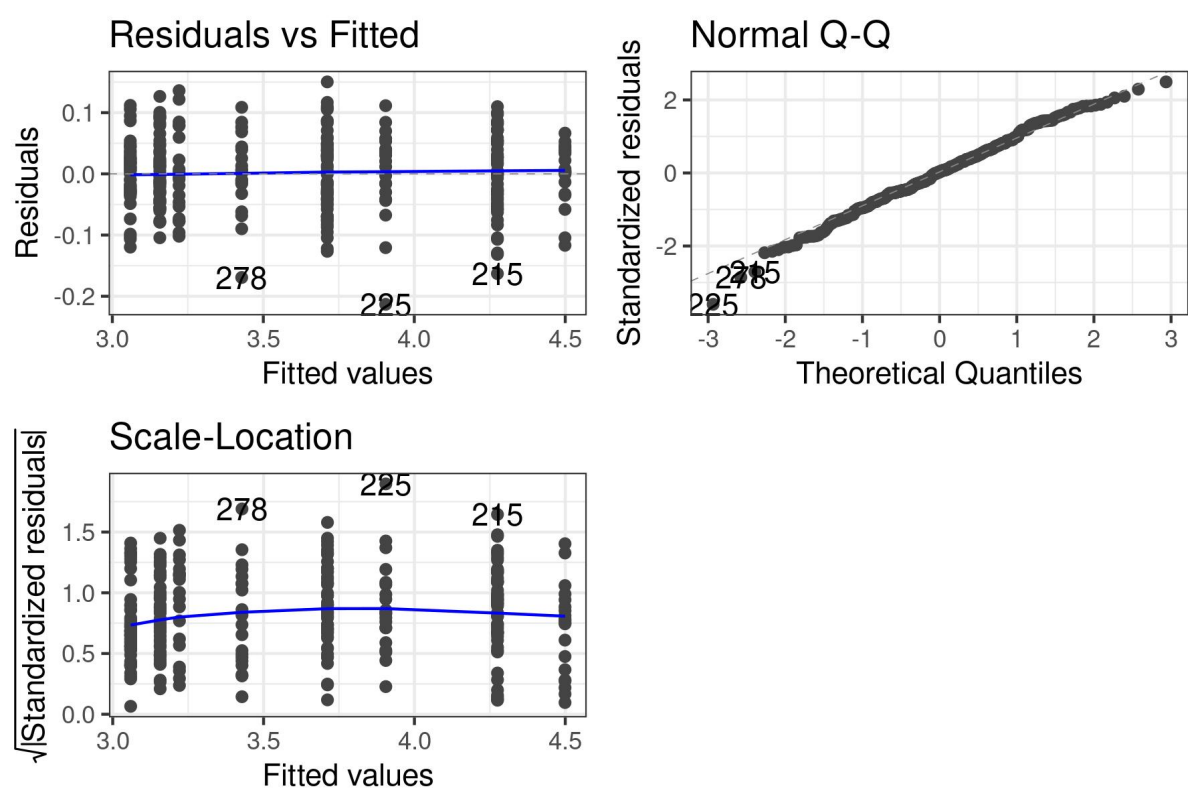 Residuals vs Fitted
Residuals
0.1
0.0
-0.1
-0.2
278
225
215
3.0 3.5 4.0 4.5
Fitted values
Normal Q-Q
Standardized residuals
2
0
-2
215
278
225
-3 -2 -1 0 1 2 3
Theoretical Quantiles
Scale-Location
√|Standardized residuals|
1.5
1.0
0.5
0.0
278
225
215
3.0 3.5 4.0 4.5
Fitted values